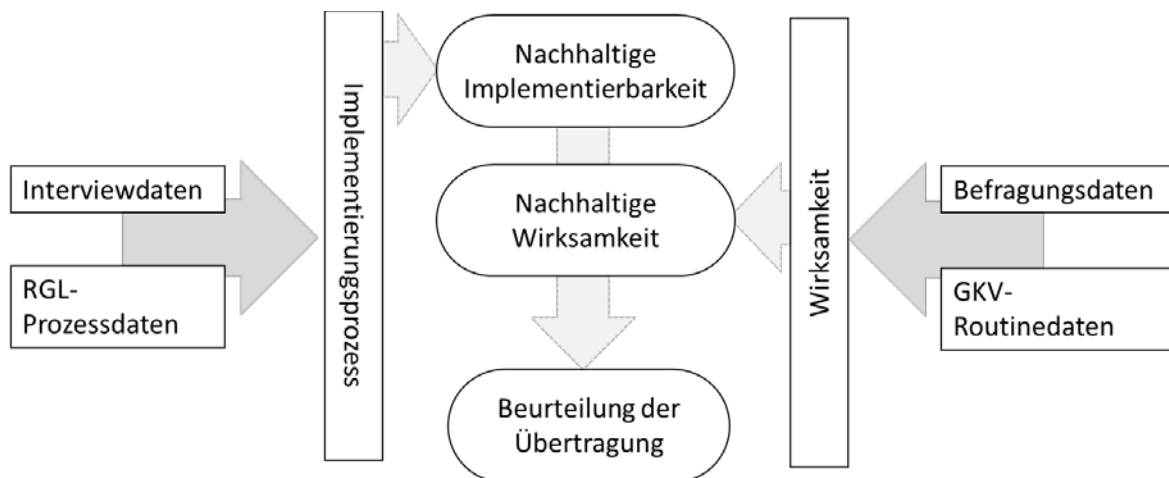 Interviewdaten
RGL-
Prozessdaten
Implementierungsprozess
Nachhaltige
Implementierbarkeit
Nachhaltige
Wirksamkeit
Beurteilung der
Übertragung
Wirksamkeit
Befragungsdaten
GKV-
Routinedaten